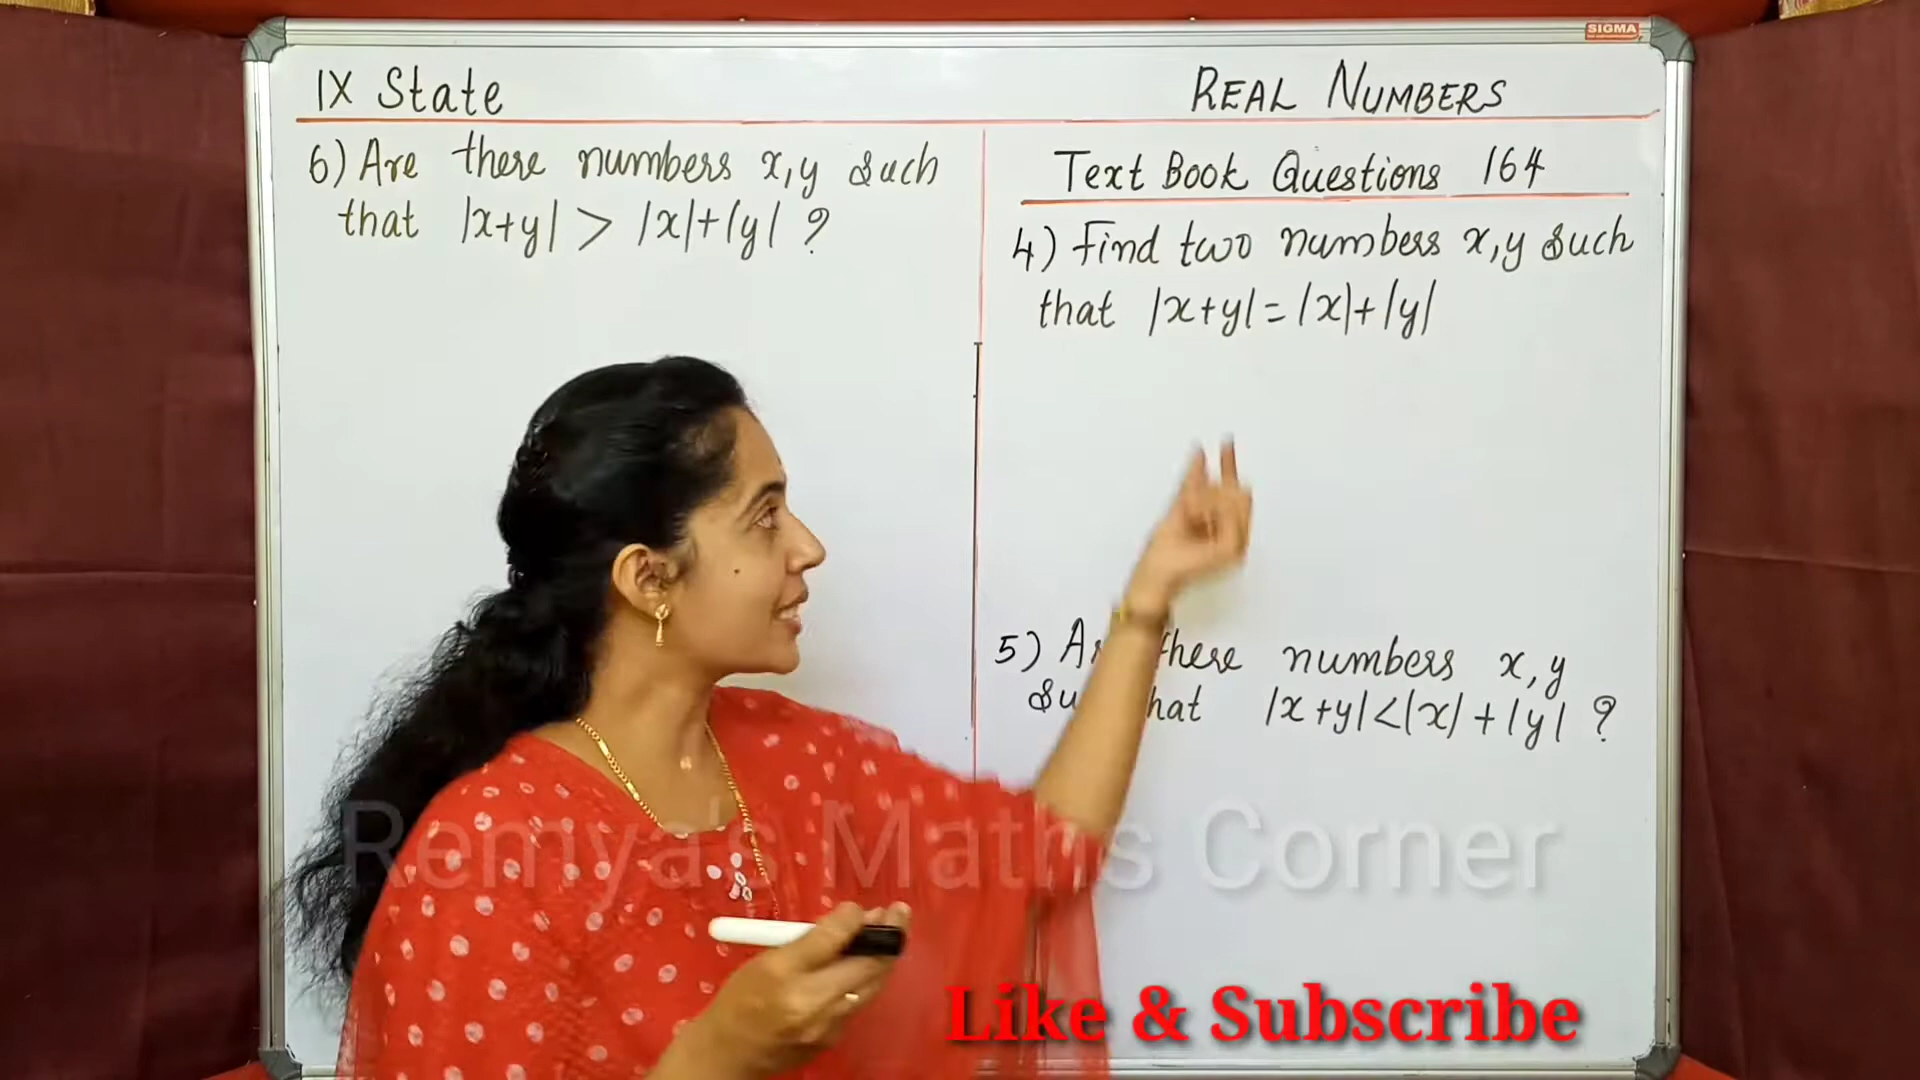 SIGMA
IX State
REAL NUMBERS
6) Are there numbers x,y such
that |x+y| > |x|+|y| ?
Text Book Questions 164
4) Find two numbers x,y such
that |x+y|=|x|+|y|
5) there numbers x,y
|x+y|<|x|+|y| ?
Remya's Maths Corner
Like & Subscribe